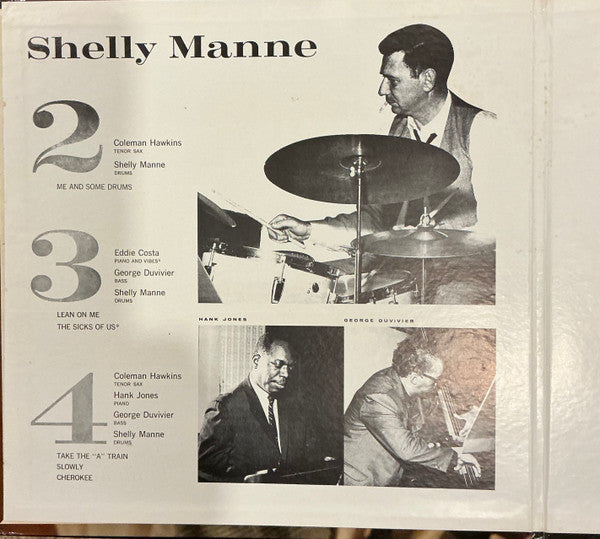 Shelly Manne
2
Coleman Hawkins
TENOR SAX
Shelly Manne
DRUMS
ME AND SOME DRUMS
3
Eddie Costa
PIANO AND VIBES*
George Duvivier
BASS
Shelly Manne
DRUMS
LEAN ON ME
THE SICKS OF US*
HANK JONES
GEORGE DUVIVIER
4
Coleman Hawkins
TENOR SAX
Hank Jones
PIANO
George Duvivier
BASS
Shelly Manne
DRUMS
TAKE THE "A" TRAIN
SLOWLY
CHEROKEE